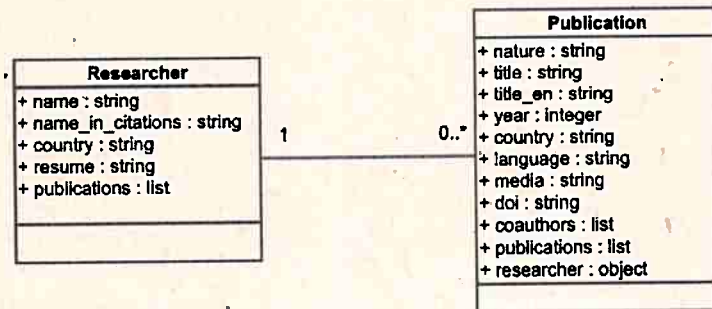 Researcher
+ name : string
+ name_in_citations : string
+ country : string
+ resume : string
+ publications : list
1
0..*
Publication
+ nature : string
+ title : string
+ title_en : string
+ year : integer
+ country : string
+ language : string
+ media : string
+ doi : string
+ coauthors : list
+ publications : list
+ researcher : object